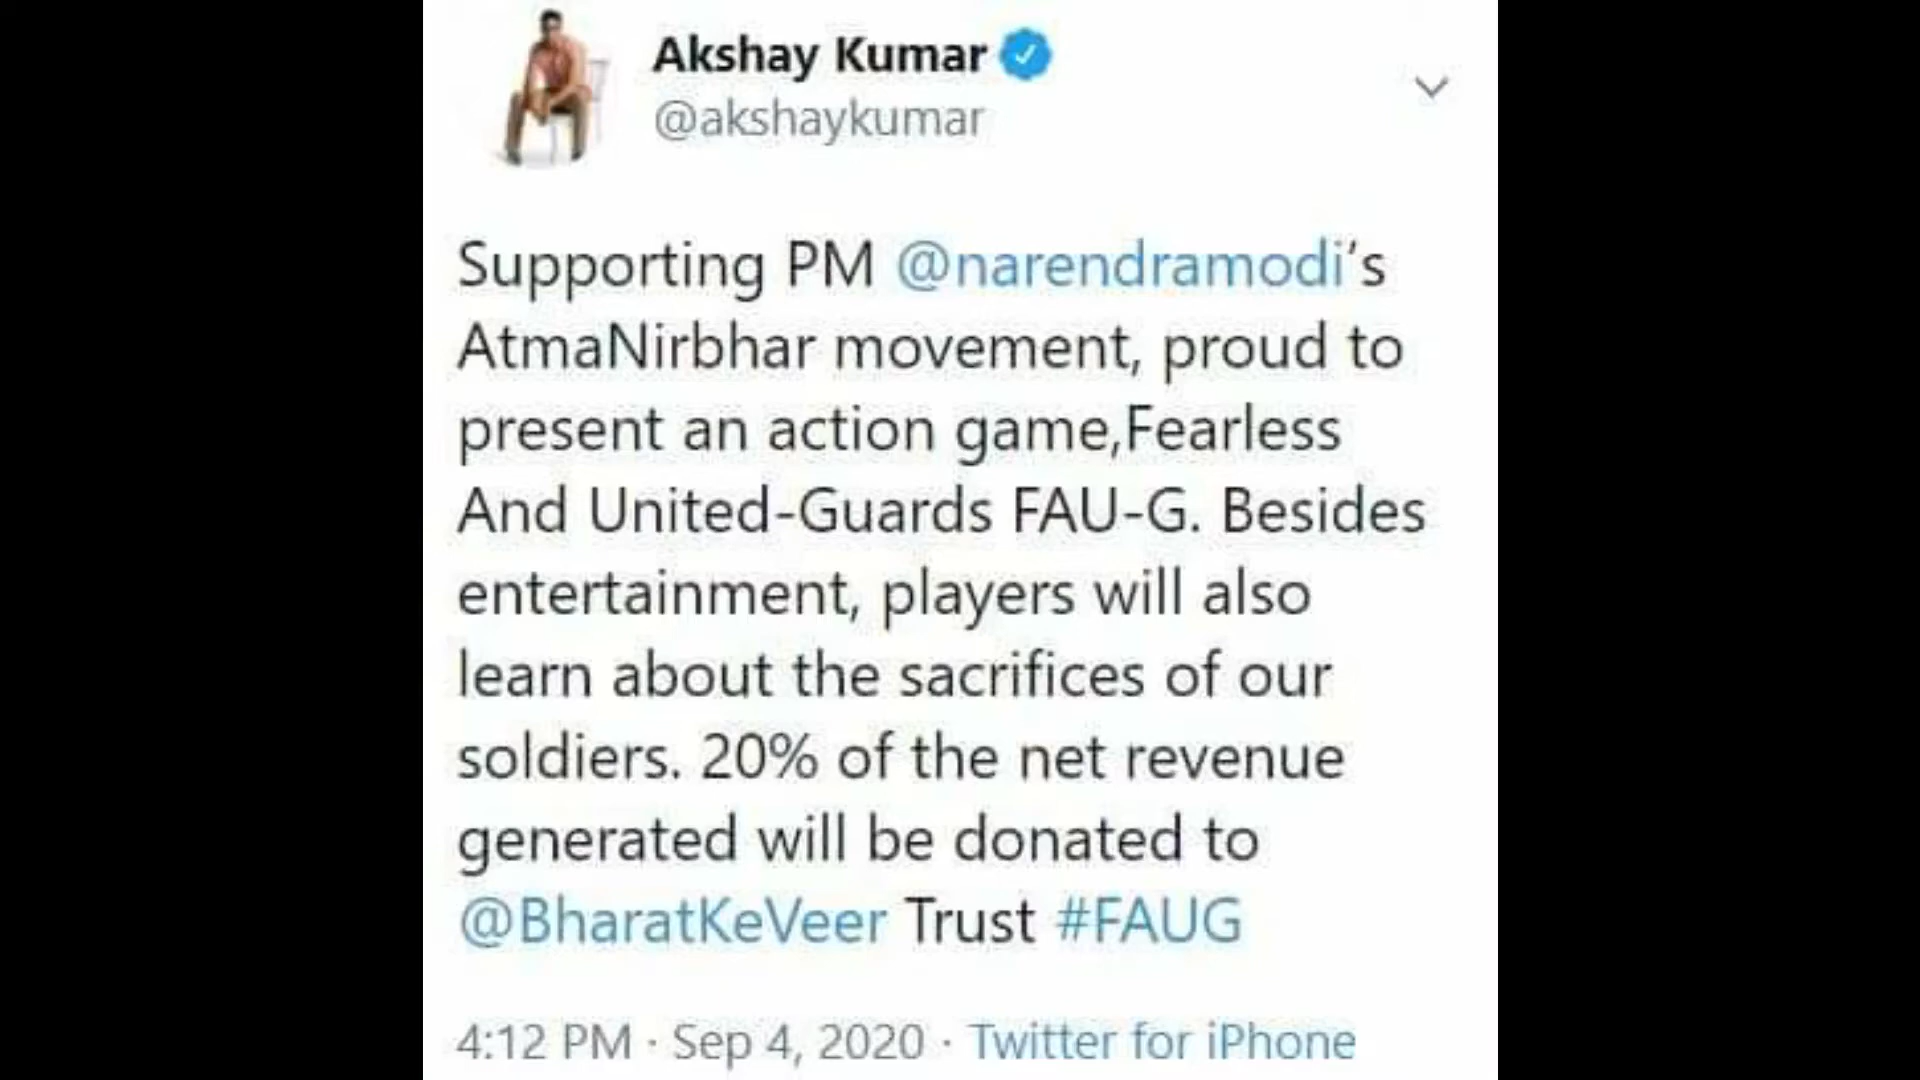 Akshay Kumar
@akshaykumar
Supporting PM @narendramodi's
AtmaNirbhar movement, proud to
present an action game,Fearless
And United-Guards FAU-G. Besides
entertainment, players will also
learn about the sacrifices of our
soldiers. 20% of the net revenue
generated will be donated to
@BharatKeVeer Trust #FAUG
4:12 PM · Sep 4, 2020 · Twitter for iPhone